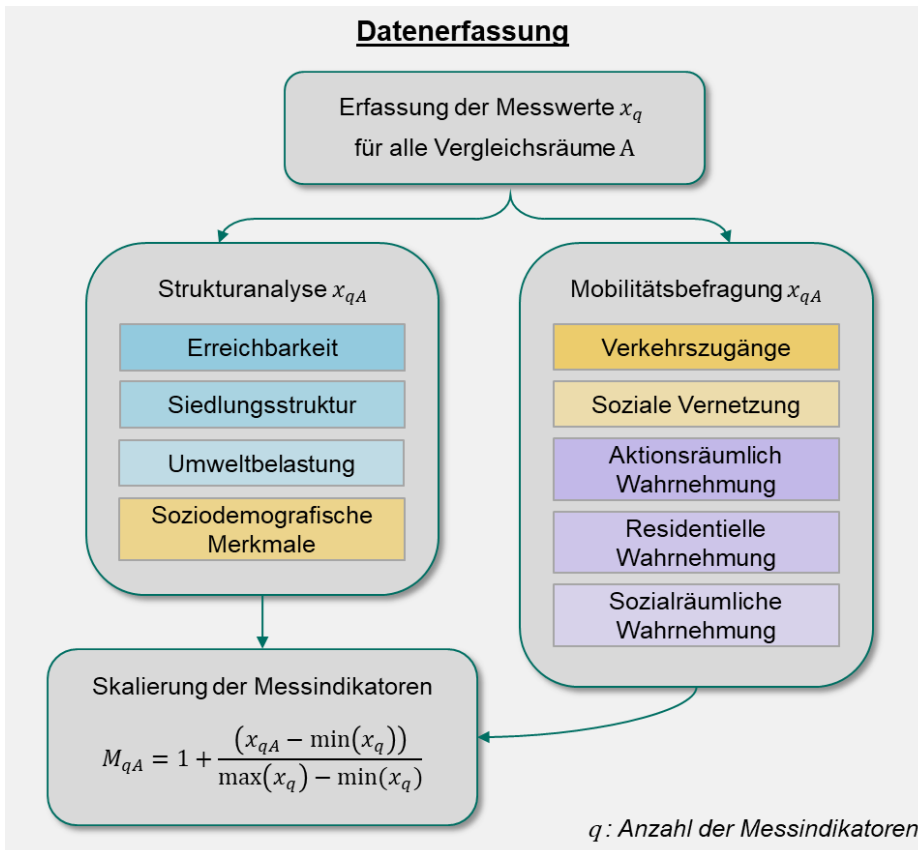 Datenerfassung
Erfassung der Messwerte x_q
für alle Vergleichsräume A
Strukturanalyse x_qA
Erreichbarkeit
Siedlungsstruktur
Umweltbelastung
Soziodemografische
Merkmale
Mobilitätsbefragung x_qA
Verkehrszugänge
Soziale Vernetzung
Aktionsräumlich
Wahrnehmung
Residentielle
Wahrnehmung
Sozialräumliche
Wahrnehmung
Skalierung der Messindikatoren
M_qA = 1 + (x_qA − min(x_q)) / max(x_q) − min(x_q)
q : Anzahl der Messindikatoren